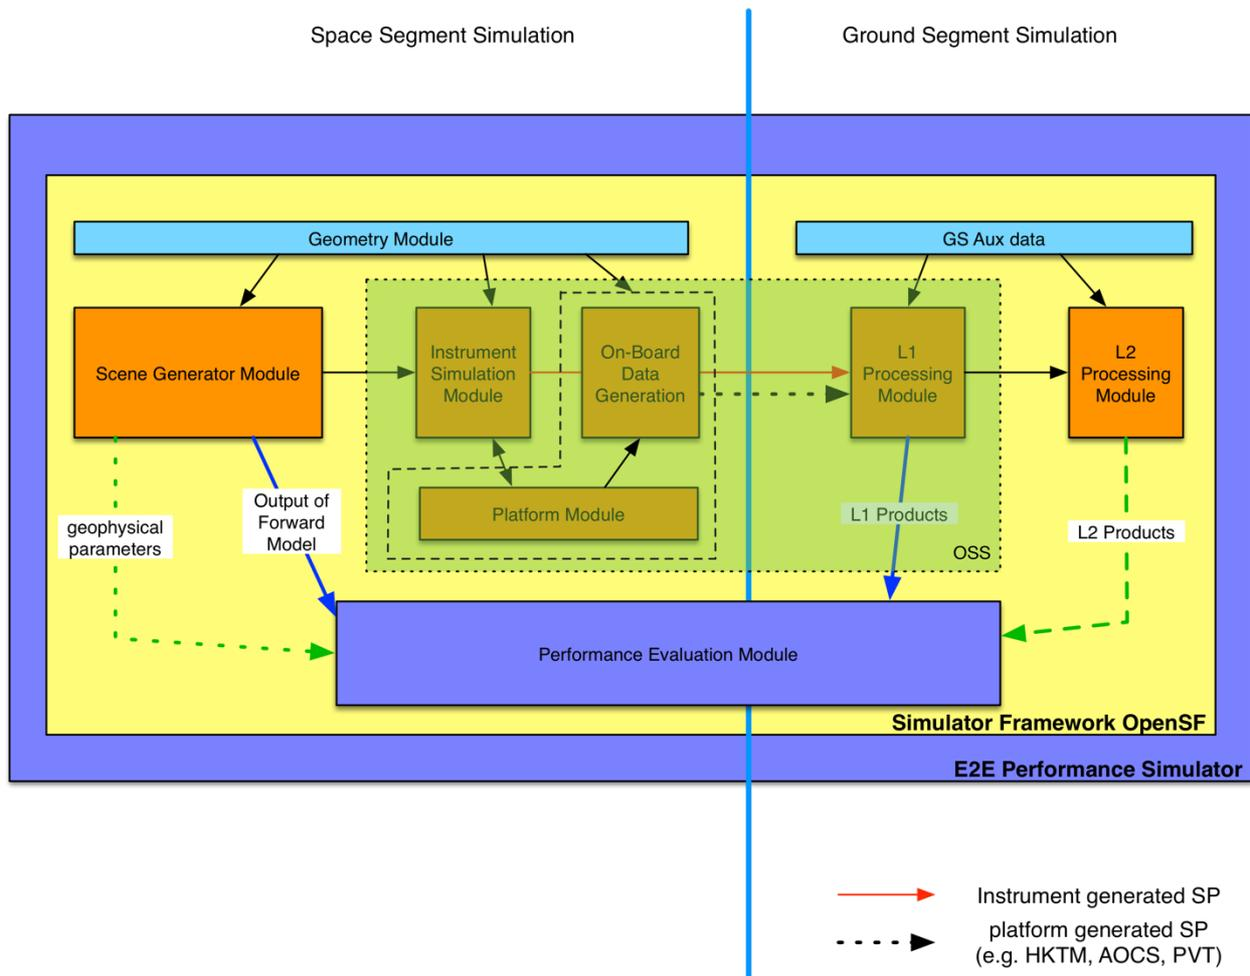 Space Segment Simulation
Ground Segment Simulation
Geometry Module
GS Aux data
Scene Generator Module
Instrument
Simulation
Module
On-Board
Data
Generation
L1
Processing
Module
L2
Processing
Module
Output of
Forward
Model
geophysical
parameters
Platform Module
L1 Products
L2 Products
OSS
Performance Evaluation Module
Simulator Framework OpenSF
E2E Performance Simulator
Instrument generated SP
platform generated SP
(e.g. HKTM, AOCS, PVT)